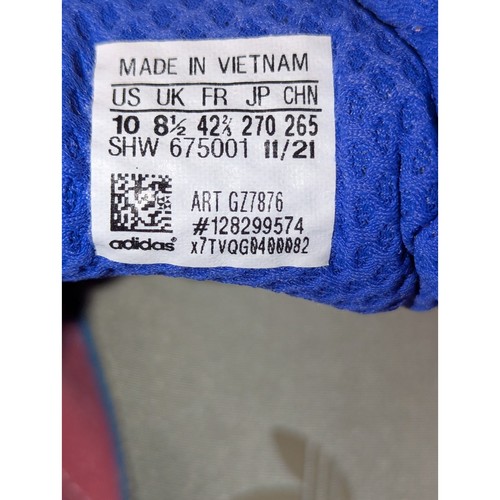 MADE IN VIETNAM
US UK FR JP CHN
10 8½ 42⅔ 270 265
SHW 675001 11/21
ART GZ7876
#128299574
adidas x7TVQG0400082